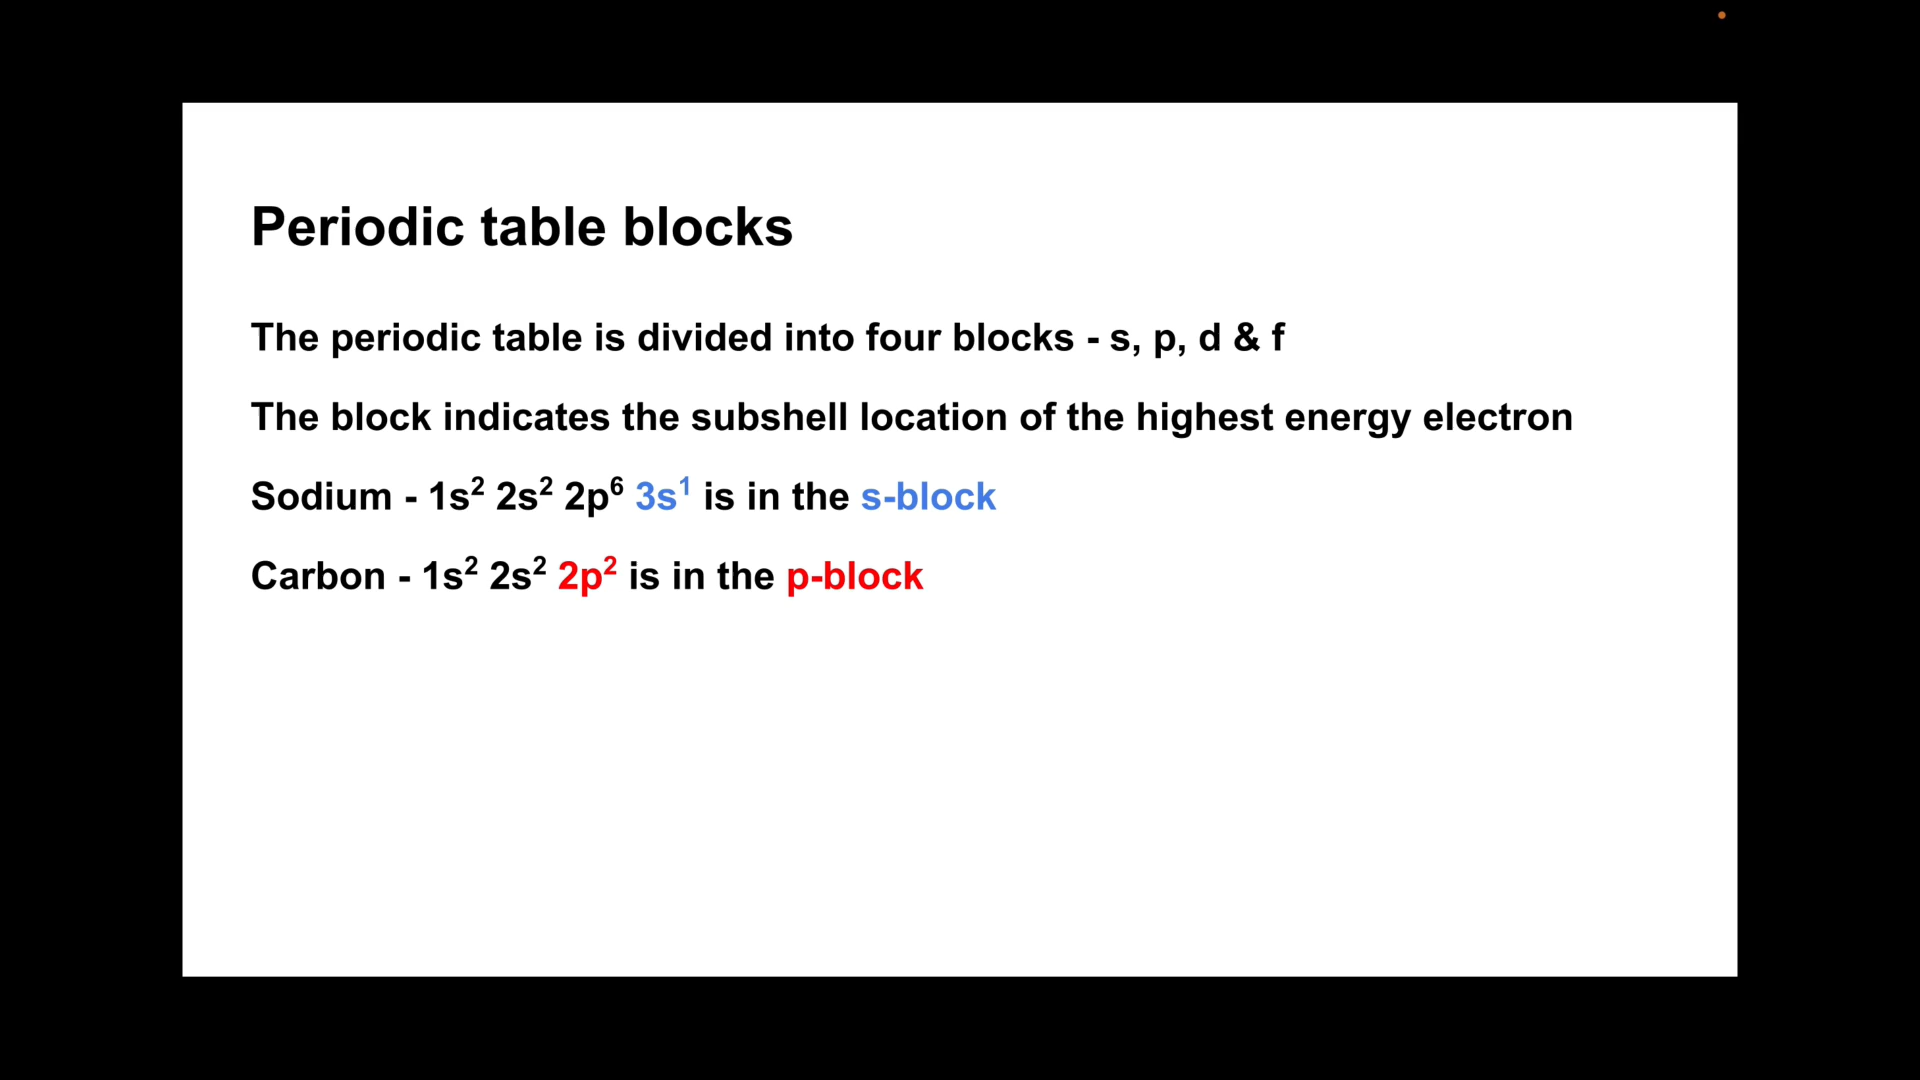 Periodic table blocks
The periodic table is divided into four blocks - s, p, d & f
The block indicates the subshell location of the highest energy electron
Sodium - 1s² 2s² 2p⁶ 3s¹ is in the s-block
Carbon - 1s² 2s² 2p² is in the p-block